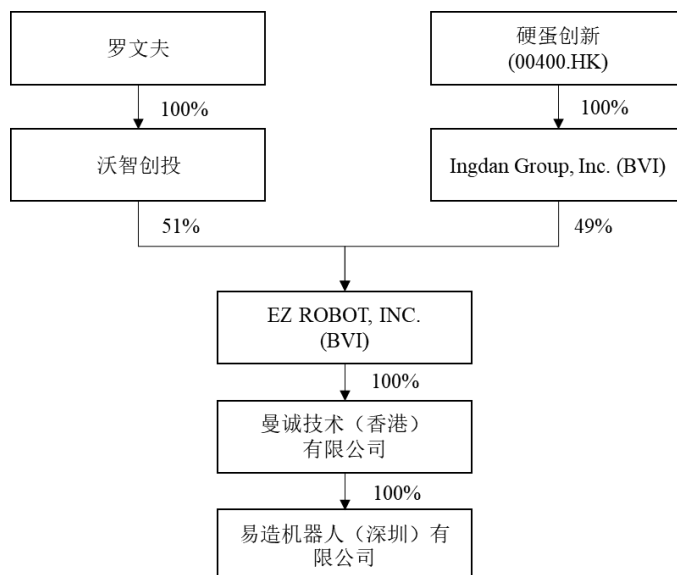 罗文夫
硬蛋创新
(00400.HK)
100%
100%
沃智创投
Ingdan Group, Inc. (BVI)
51%
49%
EZ ROBOT, INC.
(BVI)
100%
曼诚技术（香港）
有限公司
100%
易造机器人（深圳）有
限公司